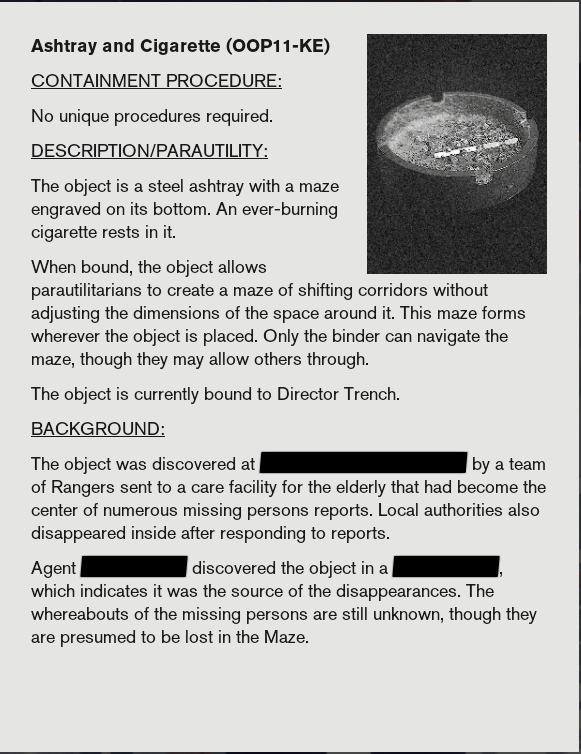 Ashtray and Cigarette (OOP11-KE)
CONTAINMENT PROCEDURE:
No unique procedures required.
DESCRIPTION/PARAUTILITY:
The object is a steel ashtray with a maze
engraved on its bottom. An ever-burning
cigarette rests in it.
When bound, the object allows
parautilitarians to create a maze of shifting corridors without
adjusting the dimensions of the space around it. This maze forms
wherever the object is placed. Only the binder can navigate the
maze, though they may allow others through.
The object is currently bound to Director Trench.
BACKGROUND:
The object was discovered at by a team
of Rangers sent to a care facility for the elderly that had become the
center of numerous missing persons reports. Local authorities also
disappeared inside after responding to reports.
Agent discovered the object in a ,
which indicates it was the source of the disappearances. The
whereabouts of the missing persons are still unknown, though they
are presumed to be lost in the Maze.